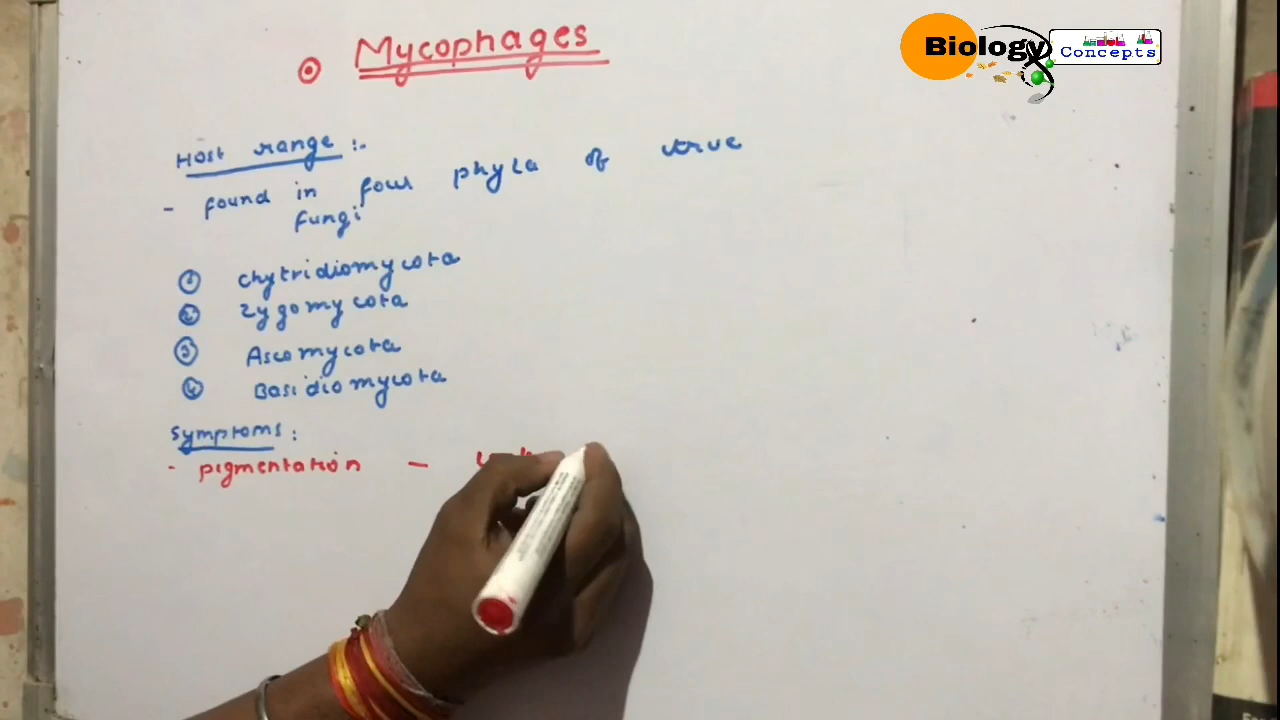 Mycophages
Biology
Concepts
Host range :-
- found in four phyla of true
fungi
① Chytridiomycota
② Zygomycota
③ Ascomycota
④ Basidiomycota
Symptoms :
- pigmentation -